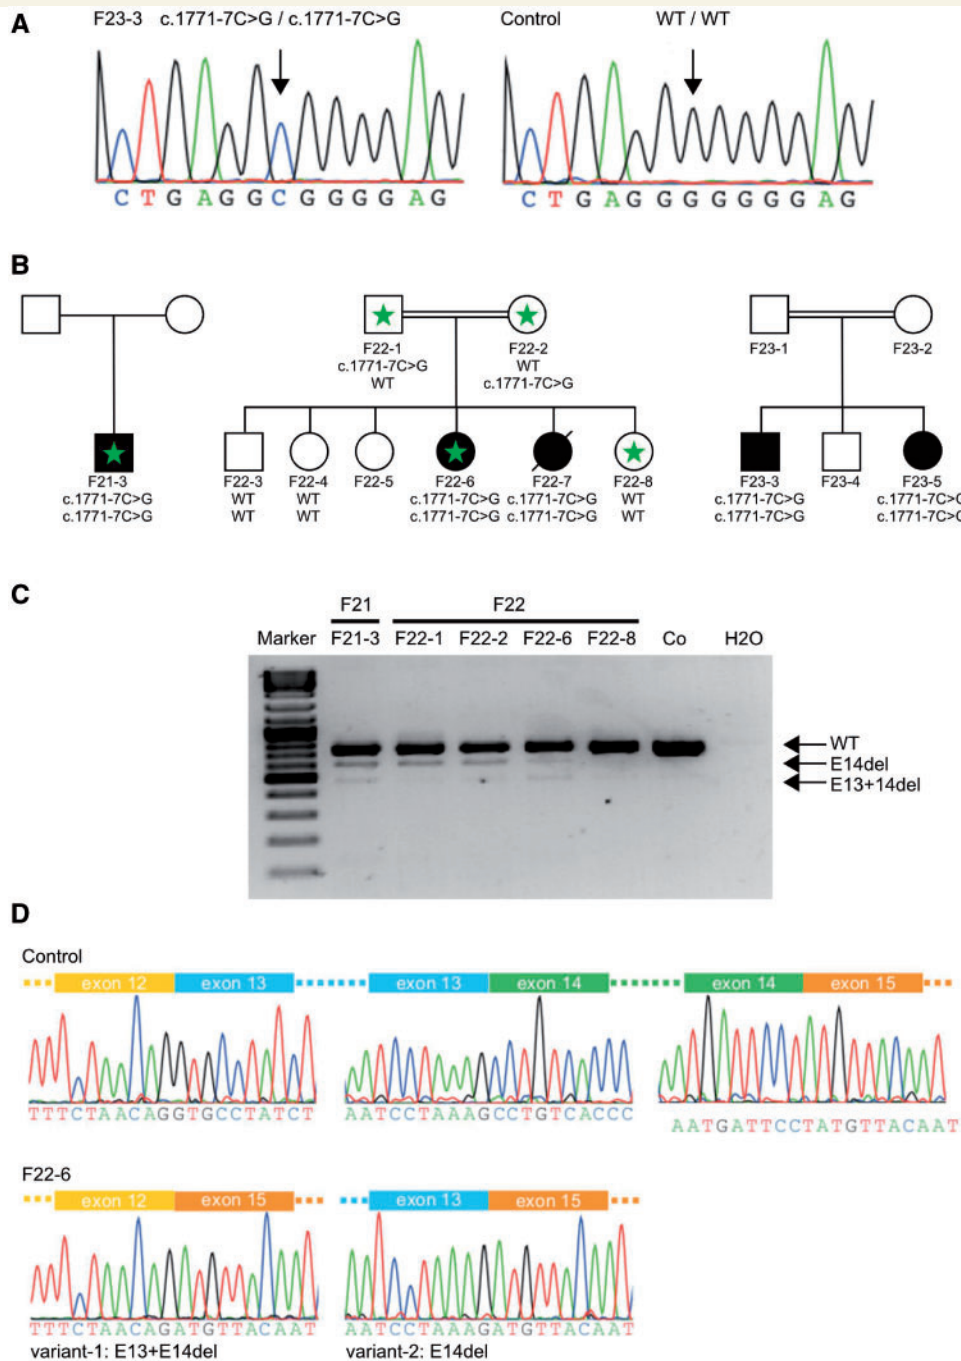 A
F23-3 c.1771-7C>G / c.1771-7C>G
Control WT / WT
C T G A G G C G G G G A G
C T G A G G G G G G G A G
B
F22-1
c.1771-7C>G
WT
F22-2
WT
c.1771-7C>G
F23-1
F23-2
F21-3
c.1771-7C>G
c.1771-7C>G
F22-3
WT
WT
F22-4
WT
WT
F22-5
F22-6
c.1771-7C>G
c.1771-7C>G
F22-7
c.1771-7C>G
c.1771-7C>G
F22-8
WT
WT
F23-3
c.1771-7C>G
c.1771-7C>G
F23-4
F23-5
c.1771-7C>G
c.1771-7C>G
C
F21 F22
Marker F21-3 F22-1 F22-2 F22-6 F22-8 Co H2O
WT
E14del
E13+14del
D
Control
exon 12 exon 13 exon 13 exon 14 exon 14 exon 15
TTTCTAACAGGTGCCTATCT
AATCCTAAAGCCTGTCACCC
AATGATTCCTATGTTACAAT
F22-6
exon 12 exon 15 exon 13 exon 15
TTTCTAACAGATGTTACAAT
AATCCTAAAGATGTTACAAT
variant-1: E13+E14del
variant-2: E14del